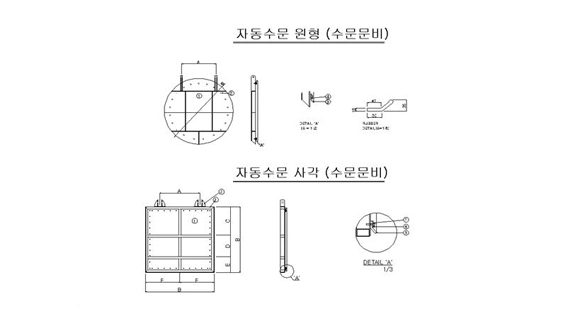 자동수문 원형 (수문문비)
A
DETAIL 'A'
RUBBER
'A'
자동수문 사각 (수문문비)
A
C
D
B
E
F F
B
'A'
DETAIL 'A'
1/3